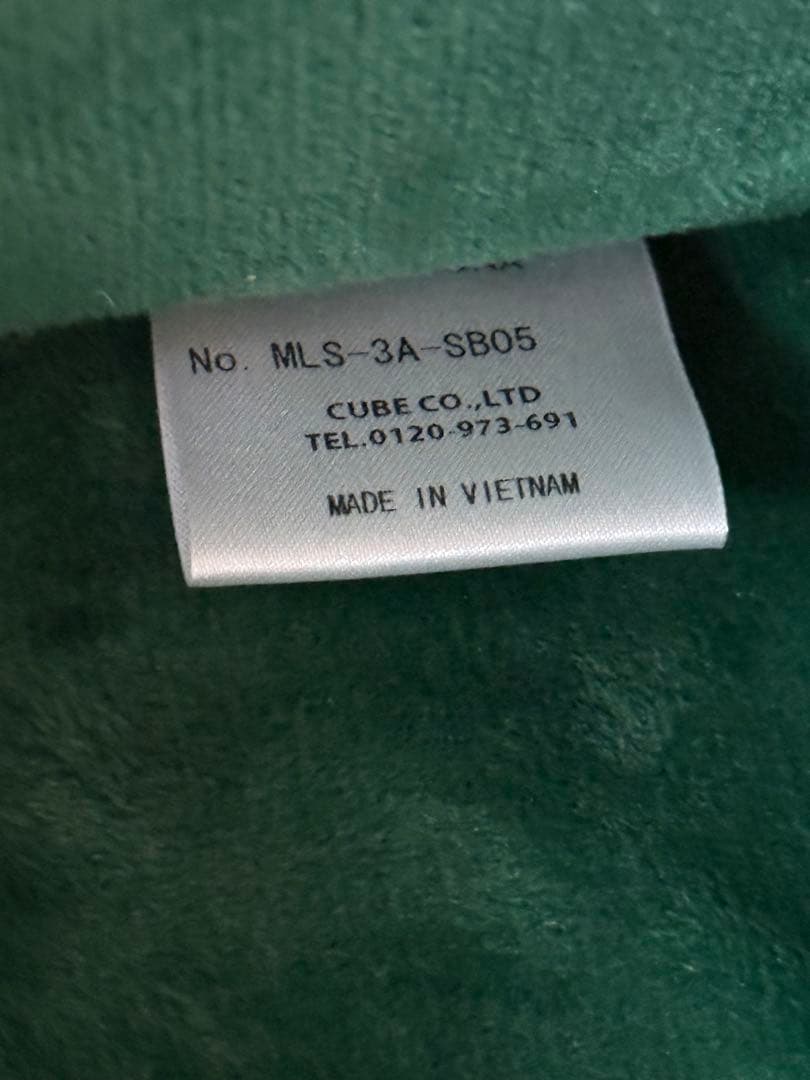 No. MLS-3A-SB05
CUBE CO.,LTD
TEL.0120-973-691
MADE IN VIETNAM